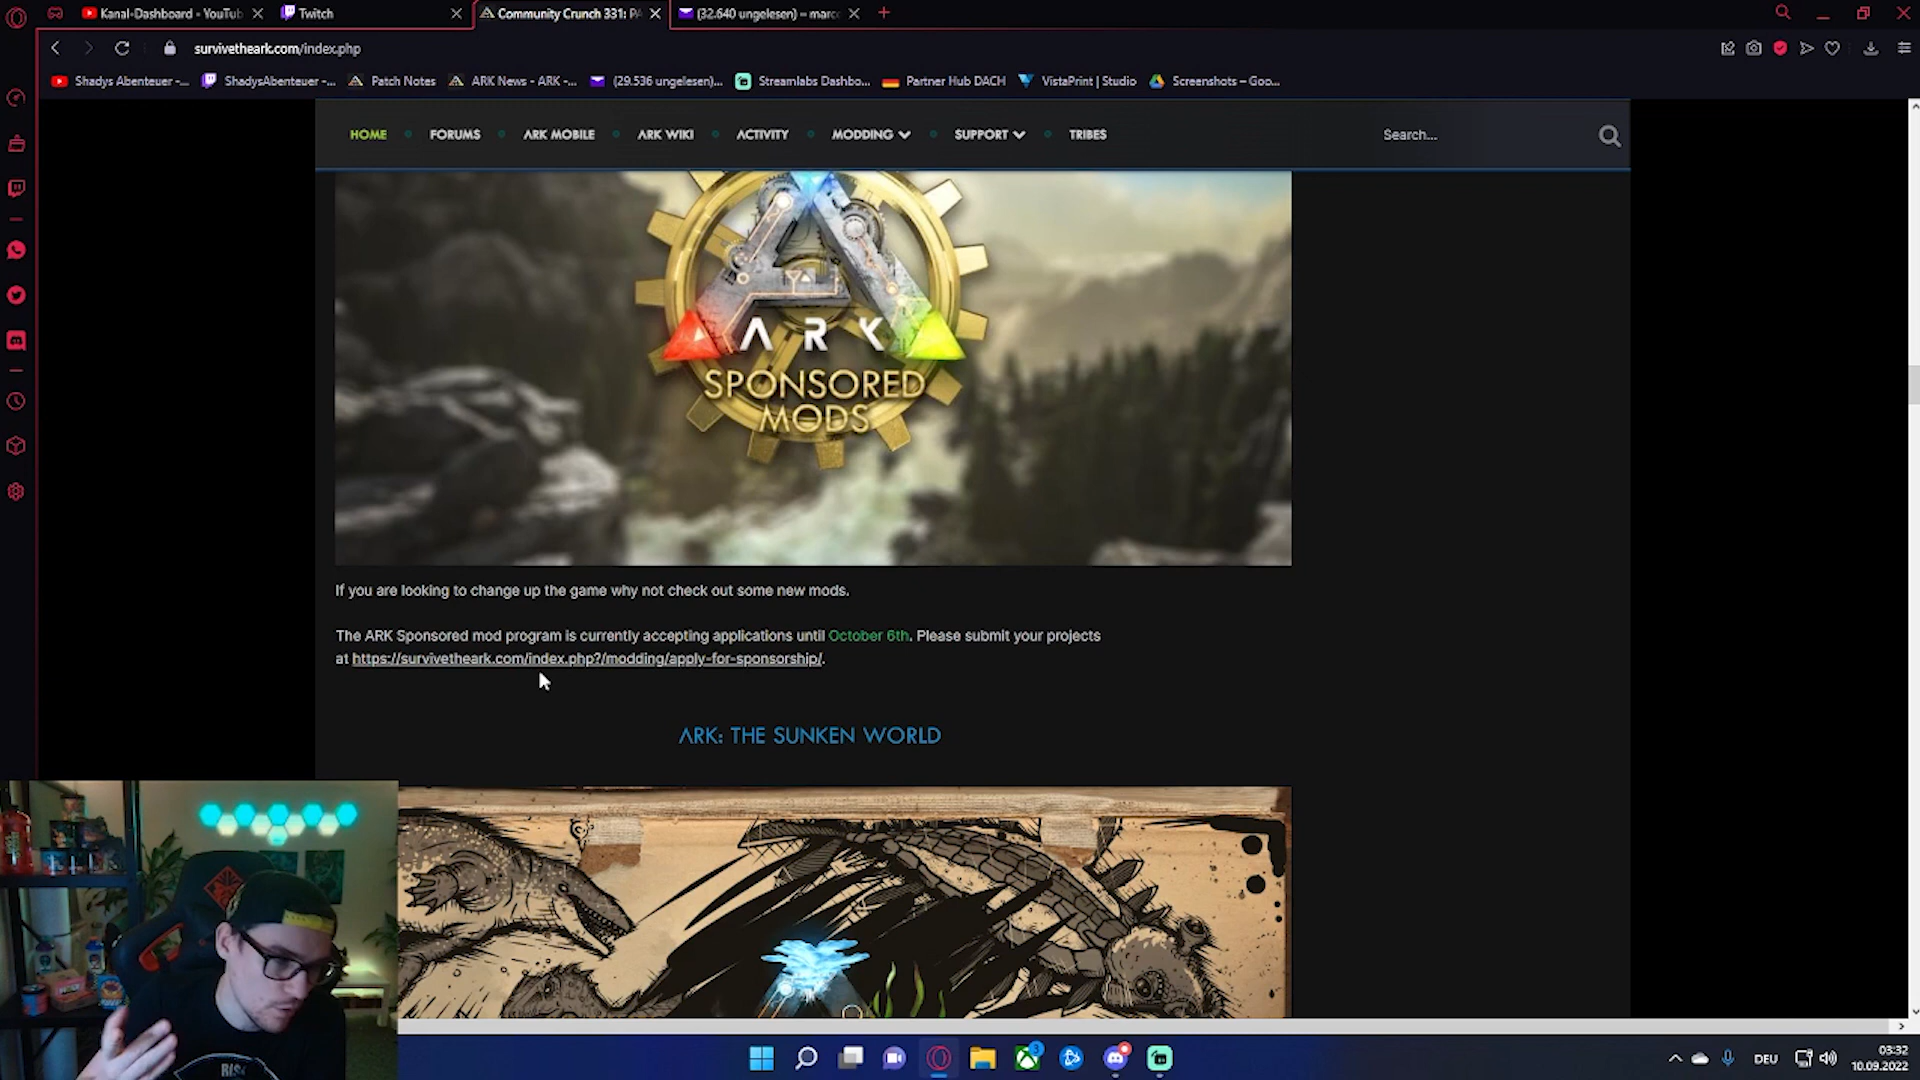 Kanal-Dashboard - YouTub
Twitch
Community Crunch 331: PA
(32.640 ungelesen) – marc
survivetheark.com/index.php
Shadys Abenteuer -...
ShadysAbenteuer -...
Patch Notes
ARK News - ARK -...
(29.536 ungelesen)...
Streamlabs Dashbo...
Partner Hub DACH
VistaPrint | Studio
Screenshots – Goo...
HOME
FORUMS
ARK MOBILE
ARK WIKI
ACTIVITY
MODDING
SUPPORT
TRIBES
Search...
ARK
SPONSORED
MODS
If you are looking to change up the game why not check out some new mods.
The ARK Sponsored mod program is currently accepting applications until October 6th. Please submit your projects
at https://survivetheark.com/index.php?/modding/apply-for-sponsorship/.
ARK: THE SUNKEN WORLD
DEU
03:32
10.09.2022